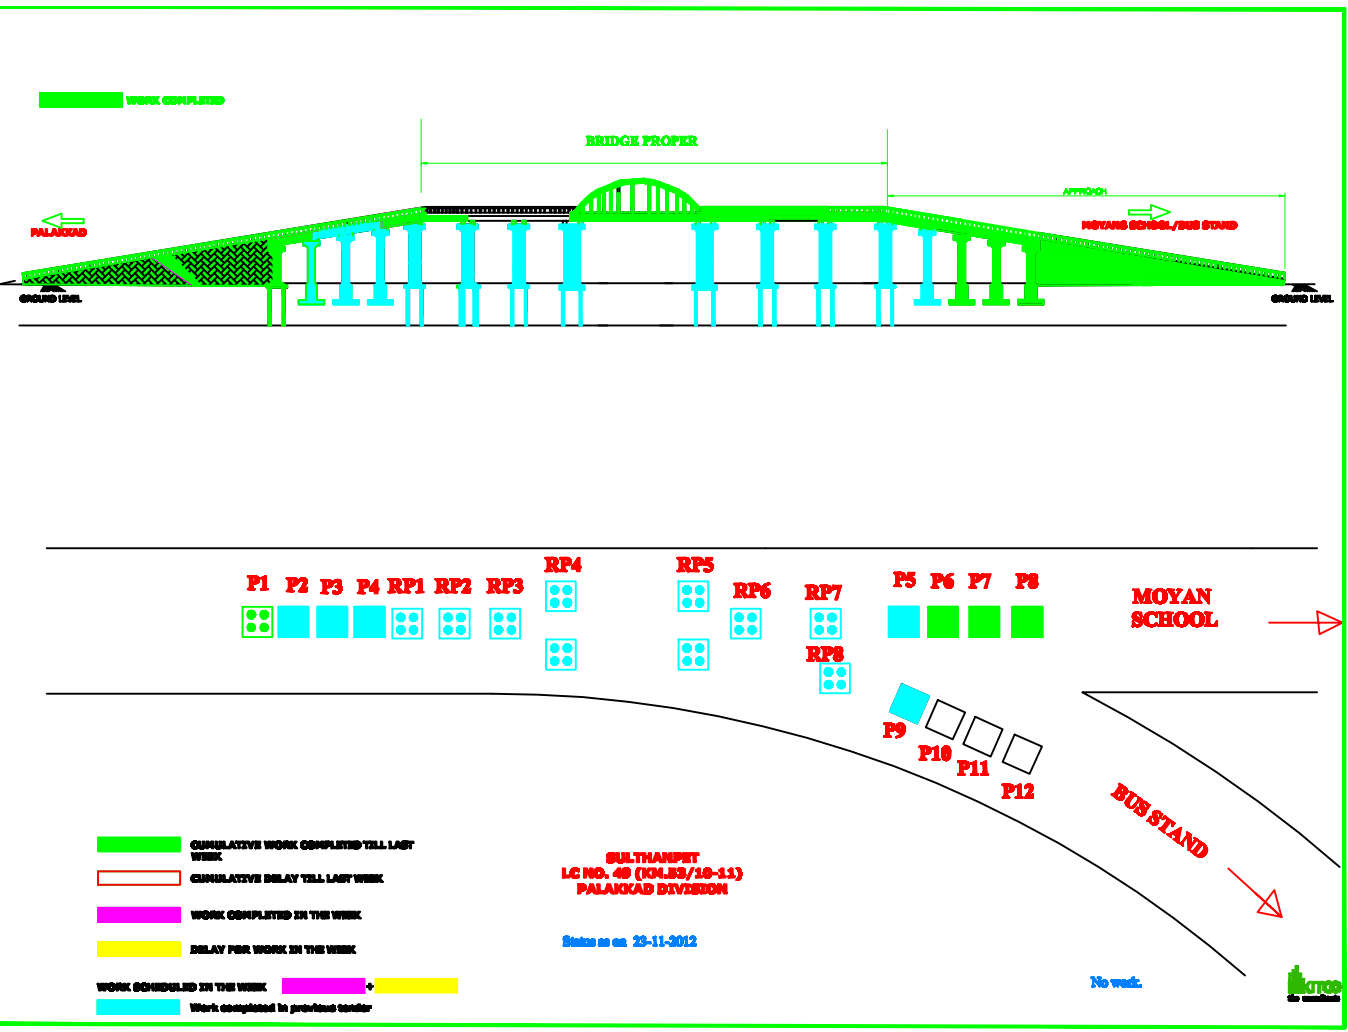 WORK COMPLETED
BRIDGE PROPER
APPROACH
PALAKKAD
MOYANS SCHOOL/BUS STAND
GROUND LEVEL
GROUND LEVEL
RP4
RP5
P1
P2
P3
P4
RP1
RP2
RP3
RP6
RP7
P5
P6
P7
P8
MOYAN
SCHOOL
RP8
P9
P10
P11
P12
BUS STAND
CUMULATIVE WORK COMPLETED TILL LAST
WEEK
CUMULATIVE DELAY TILL LAST WEEK
WORK COMPLETED IN THE WEEK
DELAY FOR WORK IN THE WEEK
WORK SCHEDULED IN THE WEEK +
Work completed in previous tender
SULTHANPET
LC NO. 49 (KM.53/10-11)
PALAKKAD DIVISION
Status as on 23-11-2012
No work.
KITCO
the consultants